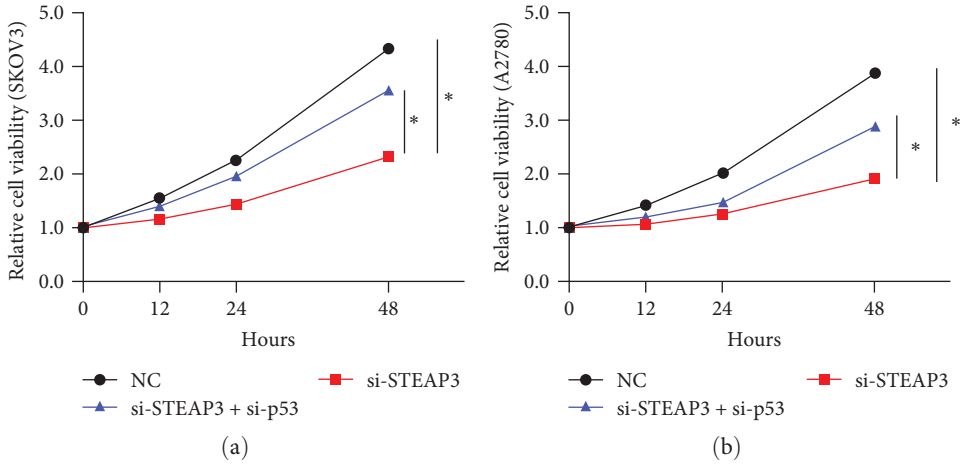 Relative cell viability (SKOV3)
5.0
4.0
3.0
2.0
1.0
0.0
0 12 24 48
Hours
*
*
NC
si-STEAP3
si-STEAP3 + si-p53
(a)
Relative cell viability (A2780)
5.0
4.0
3.0
2.0
1.0
0.0
0 12 24 48
Hours
*
*
NC
si-STEAP3
si-STEAP3 + si-p53
(b)